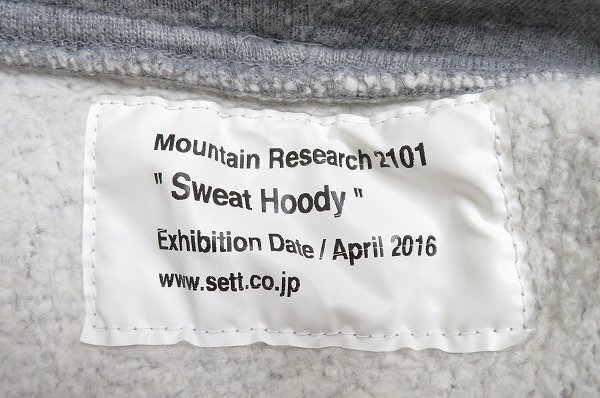 Mountain Research 2101
" Sweat Hoody "
Exhibition Date / April 2016
www.sett.co.jp